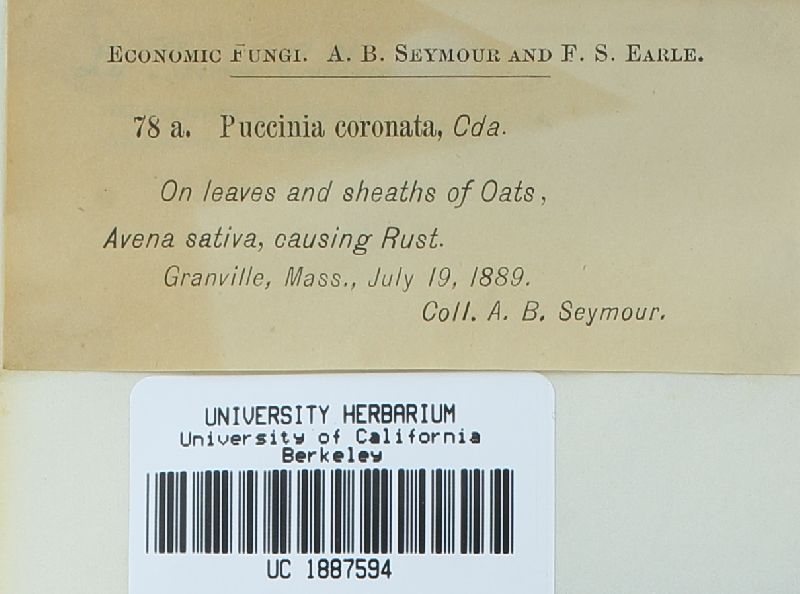 Economic Fungi. A. B. Seymour and F. S. Earle.
78 a. Puccinia coronata, Cda.
On leaves and sheaths of Oats,
Avena sativa, causing Rust.
Granville, Mass., July 19, 1889.
Coll. A. B. Seymour.
UNIVERSITY HERBARIUM
University of California
Berkeley
UC 1887594